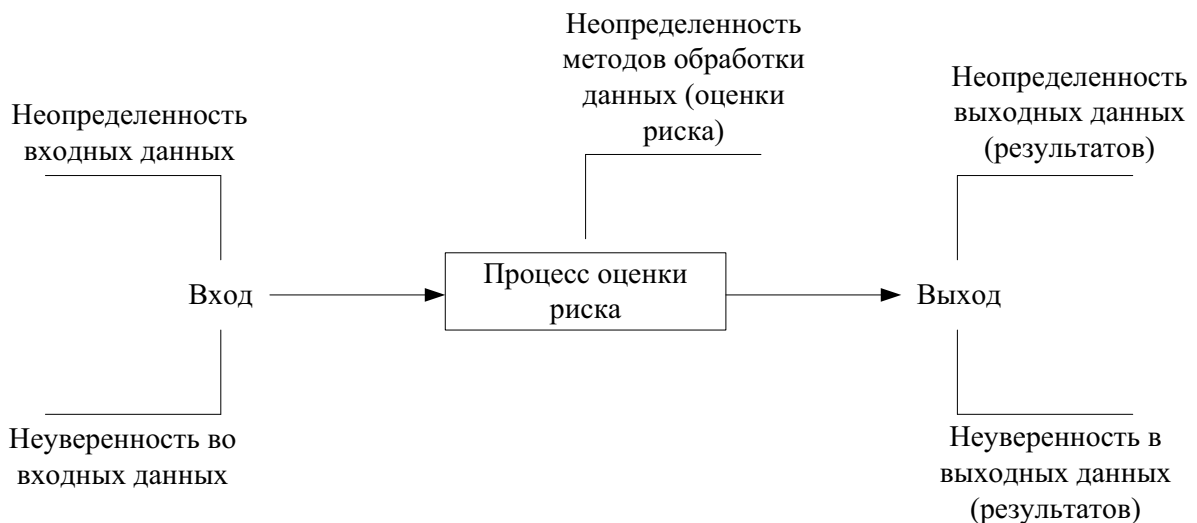 Неопределенность
методов обработки
данных (оценки
риска)
Неопределенность
входных данных
Неопределенность
выходных данных
(результатов)
Вход
Процесс оценки
риска
Выход
Неуверенность во
входных данных
Неуверенность в
выходных данных
(результатов)